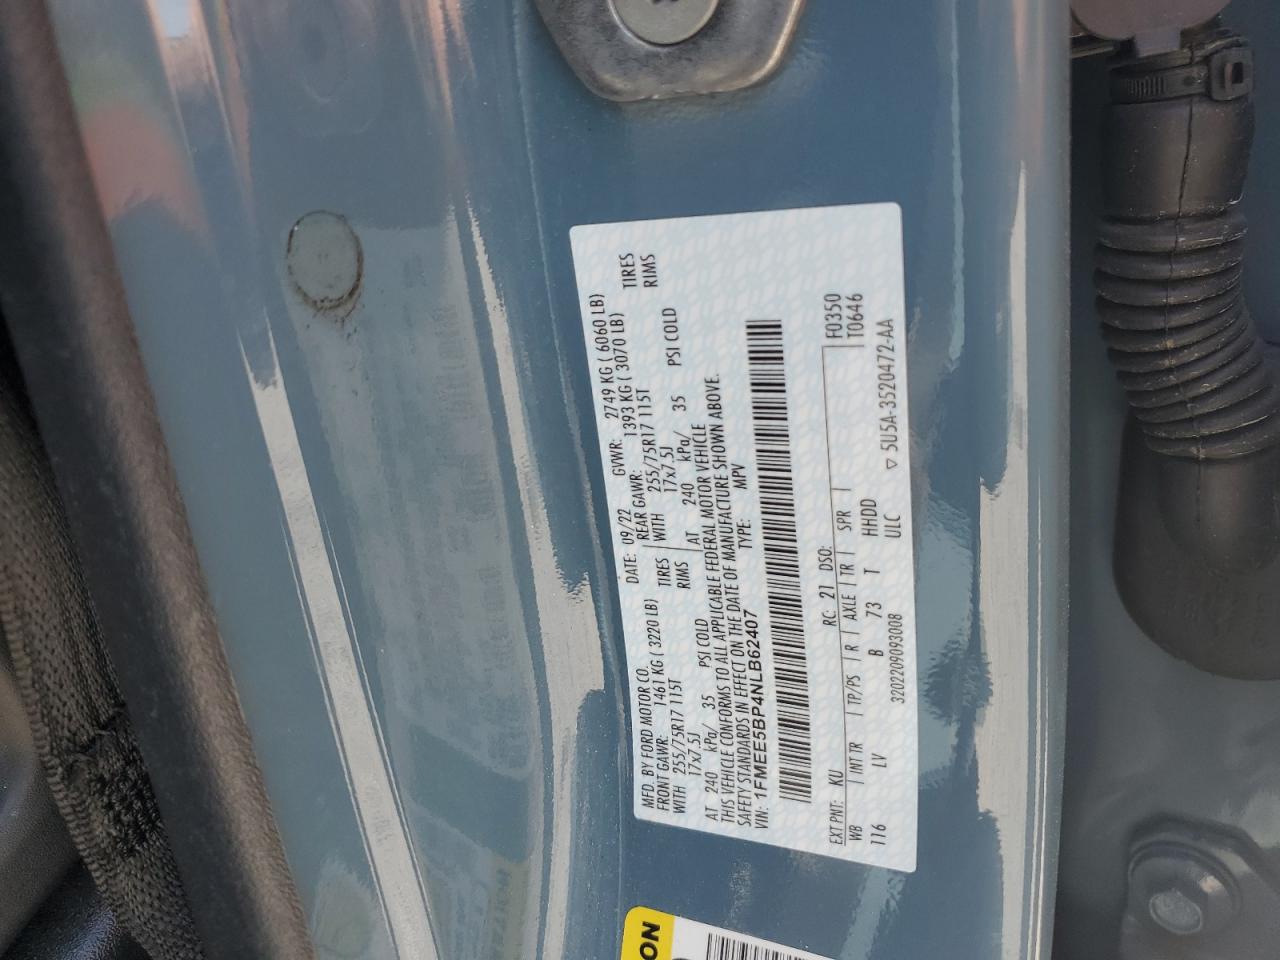 MFD. BY FORD MOTOR CO. DATE: 09/22 GVWR: 2749 KG ( 6060 LB)
FRONT GAWR: 1461 KG ( 3220 LB) REAR GAWR: 1393 KG ( 3070 LB)
WITH 255/75R17 115T TIRES WITH 255/75R17 115T TIRES
17x7.5J RIMS 17x7.5J RIMS
AT 240 kPa/ 35 PSI COLD AT 240 kPa/ 35 PSI COLD
THIS VEHICLE CONFORMS TO ALL APPLICABLE FEDERAL MOTOR VEHICLE
SAFETY STANDARDS IN EFFECT ON THE DATE OF MANUFACTURE SHOWN ABOVE.
VIN: 1FMEE5BP4NLB62407 TYPE: MPV
EXT PNT: KU RC: 21 DSO: F0350
WB INT TR TP/PS R AXLE TR SPR T0646
116 LV B 73 T HHDD
3202209093008 ULC ▽ 5U5A-3520472-AA
ON